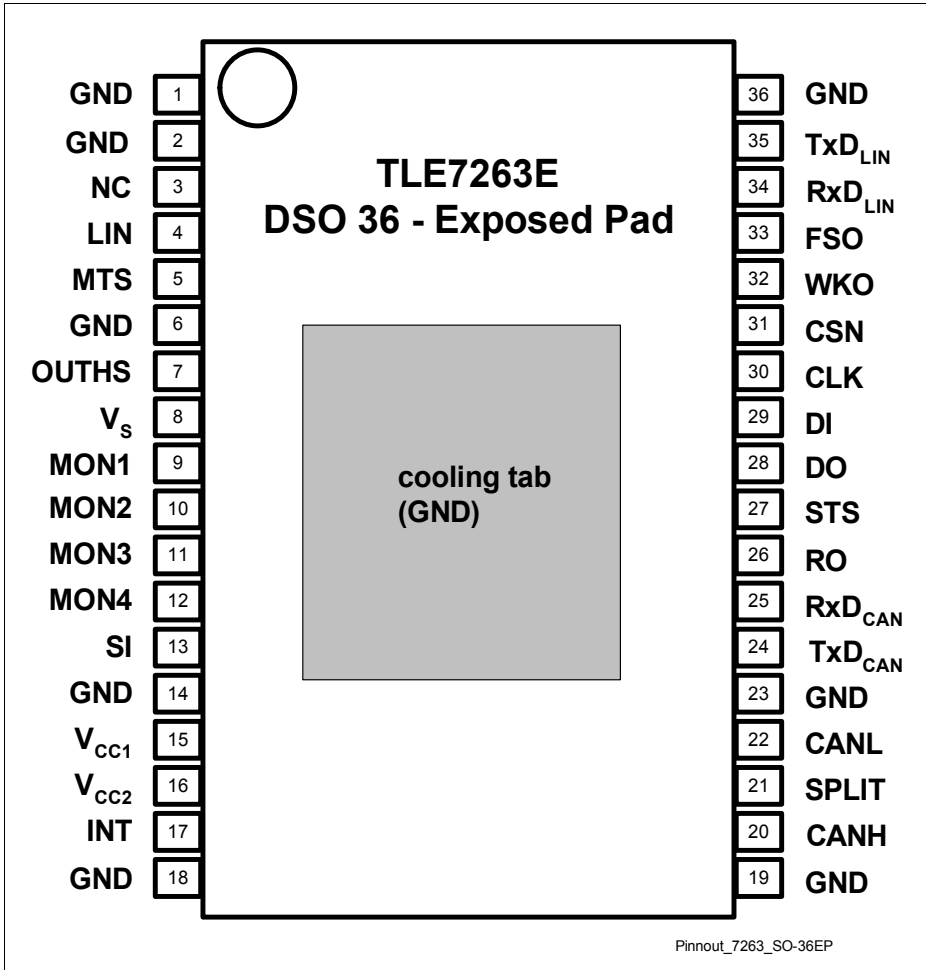 TLE7263E
DSO 36 - Exposed Pad
GND 1
GND 2
NC 3
LIN 4
MTS 5
GND 6
OUTHS 7
VS 8
MON1 9
MON2 10
MON3 11
MON4 12
SI 13
GND 14
VCC1 15
VCC2 16
INT 17
GND 18
cooling tab
(GND)
36 GND
35 TxDLIN
34 RxDLIN
33 FSO
32 WKO
31 CSN
30 CLK
29 DI
28 DO
27 STS
26 RO
25 RxDCAN
24 TxDCAN
23 GND
22 CANL
21 SPLIT
20 CANH
19 GND
Pinnout_7263_SO-36EP